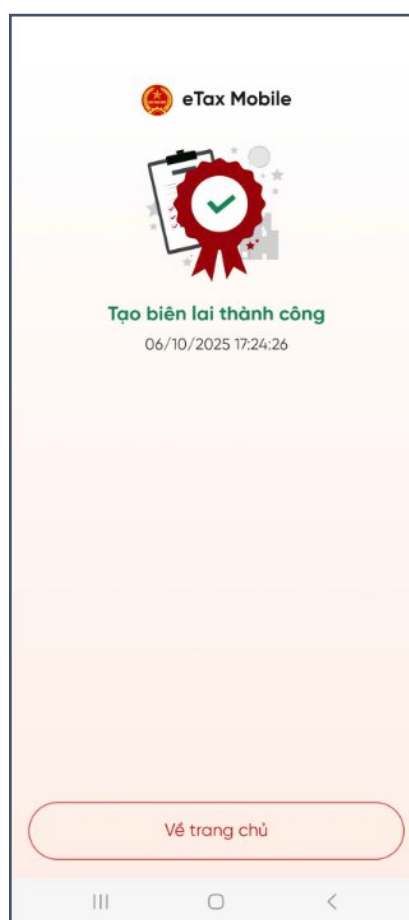 eTax Mobile
Tạo biên lai thành công
06/10/2025 17:24:26
Về trang chủ